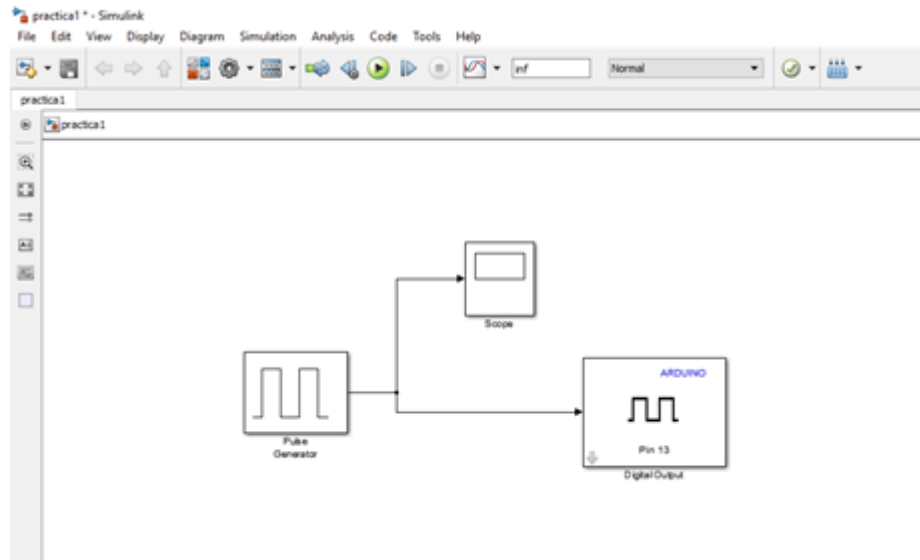 practica1 * - Simulink
File Edit View Display Diagram Simulation Analysis Code Tools Help
inf Normal
practica1
practica1
Scope
ARDUINO
Pin 13
Digital Output
Pulse
Generator